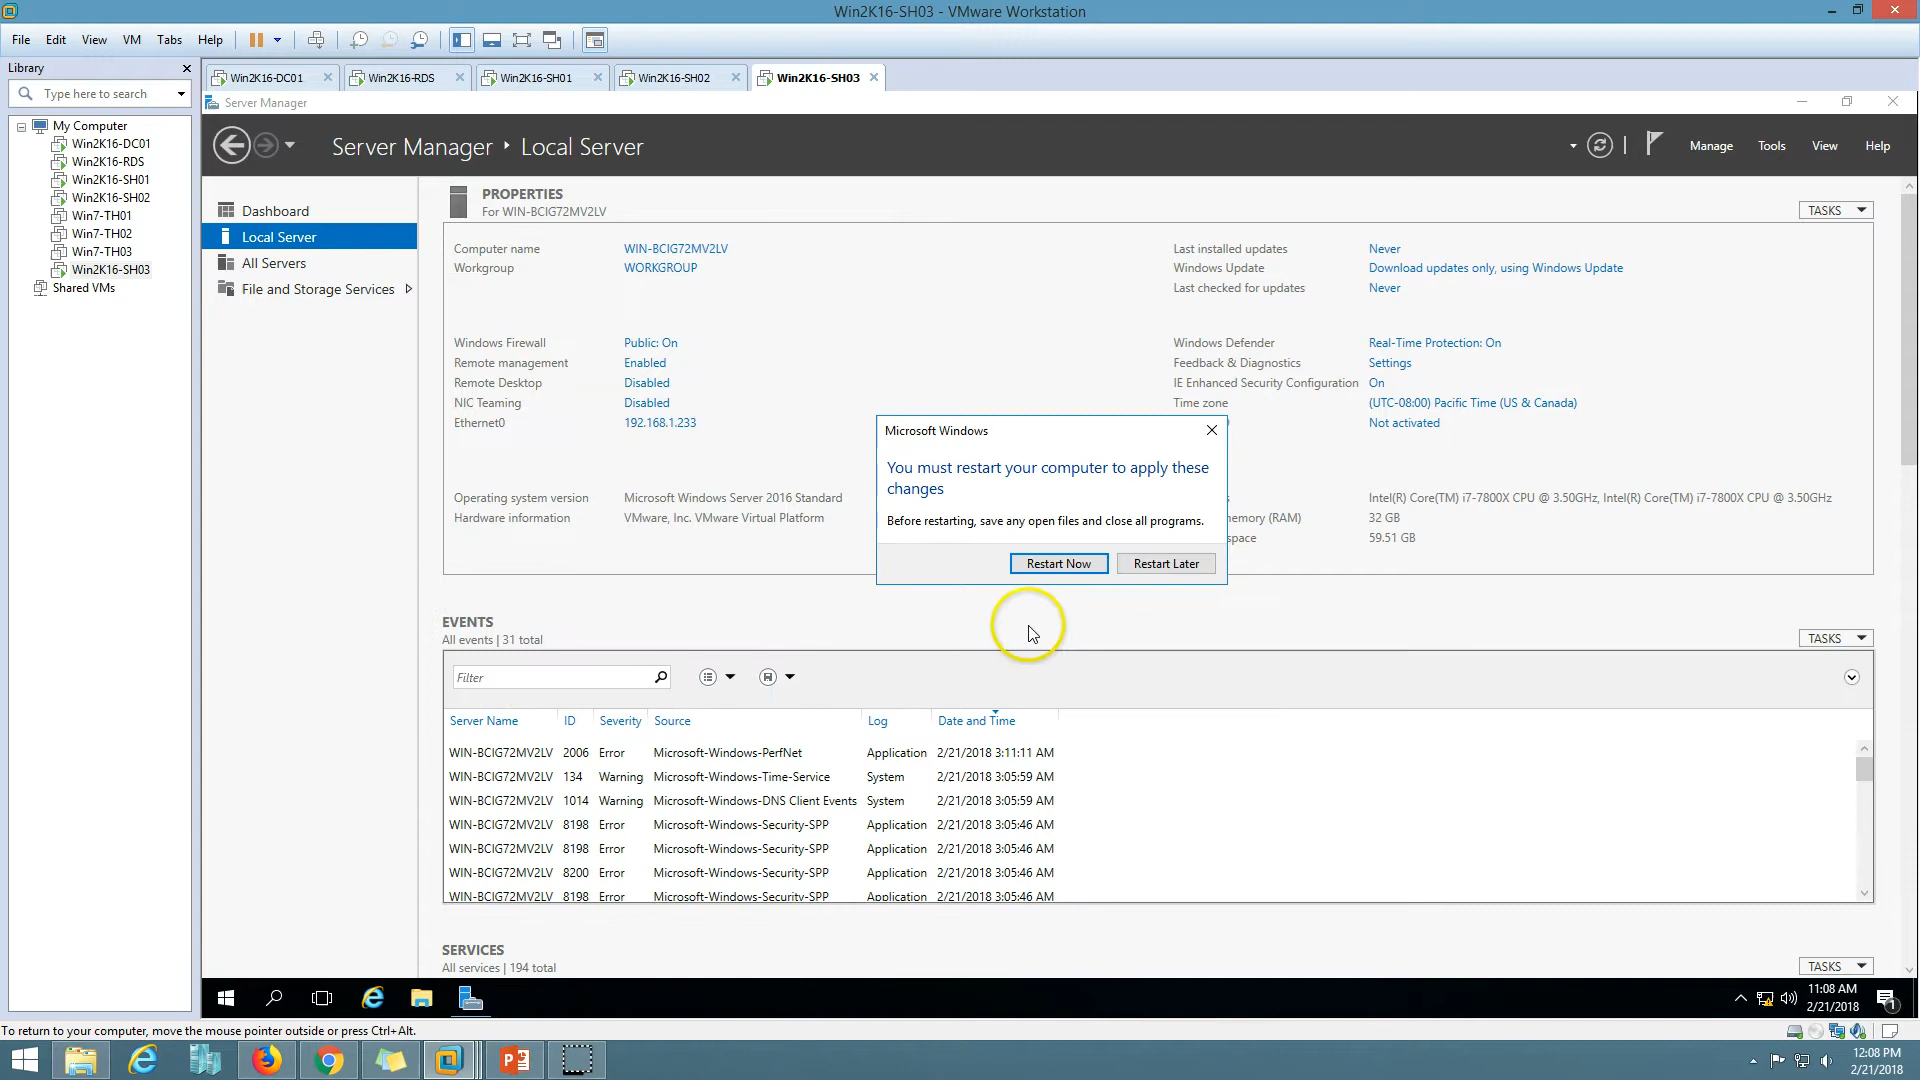 Win2K16-SH03 - VMware Workstation
File Edit View VM Tabs Help
Library
Type here to search
My Computer
Win2K16-DC01
Win2K16-RDS
Win2K16-SH01
Win2K16-SH02
Win7-TH01
Win7-TH02
Win7-TH03
Win2K16-SH03
Shared VMs
Win2K16-DC01 Win2K16-RDS Win2K16-SH01 Win2K16-SH02 Win2K16-SH03
Server Manager
Server Manager Local Server
Manage Tools View Help
Dashboard
Local Server
All Servers
File and Storage Services
PROPERTIES
For WIN-BCIG72MV2LV
TASKS
Computer name WIN-BCIG72MV2LV
Workgroup WORKGROUP
Last installed updates Never
Windows Update Download updates only, using Windows Update
Last checked for updates Never
Windows Firewall Public: On
Remote management Enabled
Remote Desktop Disabled
NIC Teaming Disabled
Ethernet0 192.168.1.233
Windows Defender Real-Time Protection: On
Feedback & Diagnostics Settings
IE Enhanced Security Configuration On
Time zone (UTC-08:00) Pacific Time (US & Canada)
Not activated
Operating system version Microsoft Windows Server 2016 Standard
Hardware information VMware, Inc. VMware Virtual Platform
Intel(R) Core(TM) i7-7800X CPU @ 3.50GHz, Intel(R) Core(TM) i7-7800X CPU @ 3.50GHz
emory (RAM) 32 GB
space 59.51 GB
Microsoft Windows
You must restart your computer to apply these
changes
Before restarting, save any open files and close all programs.
Restart Now Restart Later
EVENTS
All events | 31 total
TASKS
Filter
Server Name ID Severity Source Log Date and Time
WIN-BCIG72MV2LV 2006 Error Microsoft-Windows-PerfNet Application 2/21/2018 3:11:11 AM
WIN-BCIG72MV2LV 134 Warning Microsoft-Windows-Time-Service System 2/21/2018 3:05:59 AM
WIN-BCIG72MV2LV 1014 Warning Microsoft-Windows-DNS Client Events System 2/21/2018 3:05:59 AM
WIN-BCIG72MV2LV 8198 Error Microsoft-Windows-Security-SPP Application 2/21/2018 3:05:46 AM
WIN-BCIG72MV2LV 8198 Error Microsoft-Windows-Security-SPP Application 2/21/2018 3:05:46 AM
WIN-BCIG72MV2LV 8200 Error Microsoft-Windows-Security-SPP Application 2/21/2018 3:05:46 AM
WIN-BCIG72MV2LV 8198 Error Microsoft-Windows-Security-SPP Application 2/21/2018 3:05:46 AM
SERVICES
All services | 194 total
TASKS
11:08 AM
2/21/2018
1
To return to your computer, move the mouse pointer outside or press Ctrl+Alt.
12:08 PM
2/21/2018